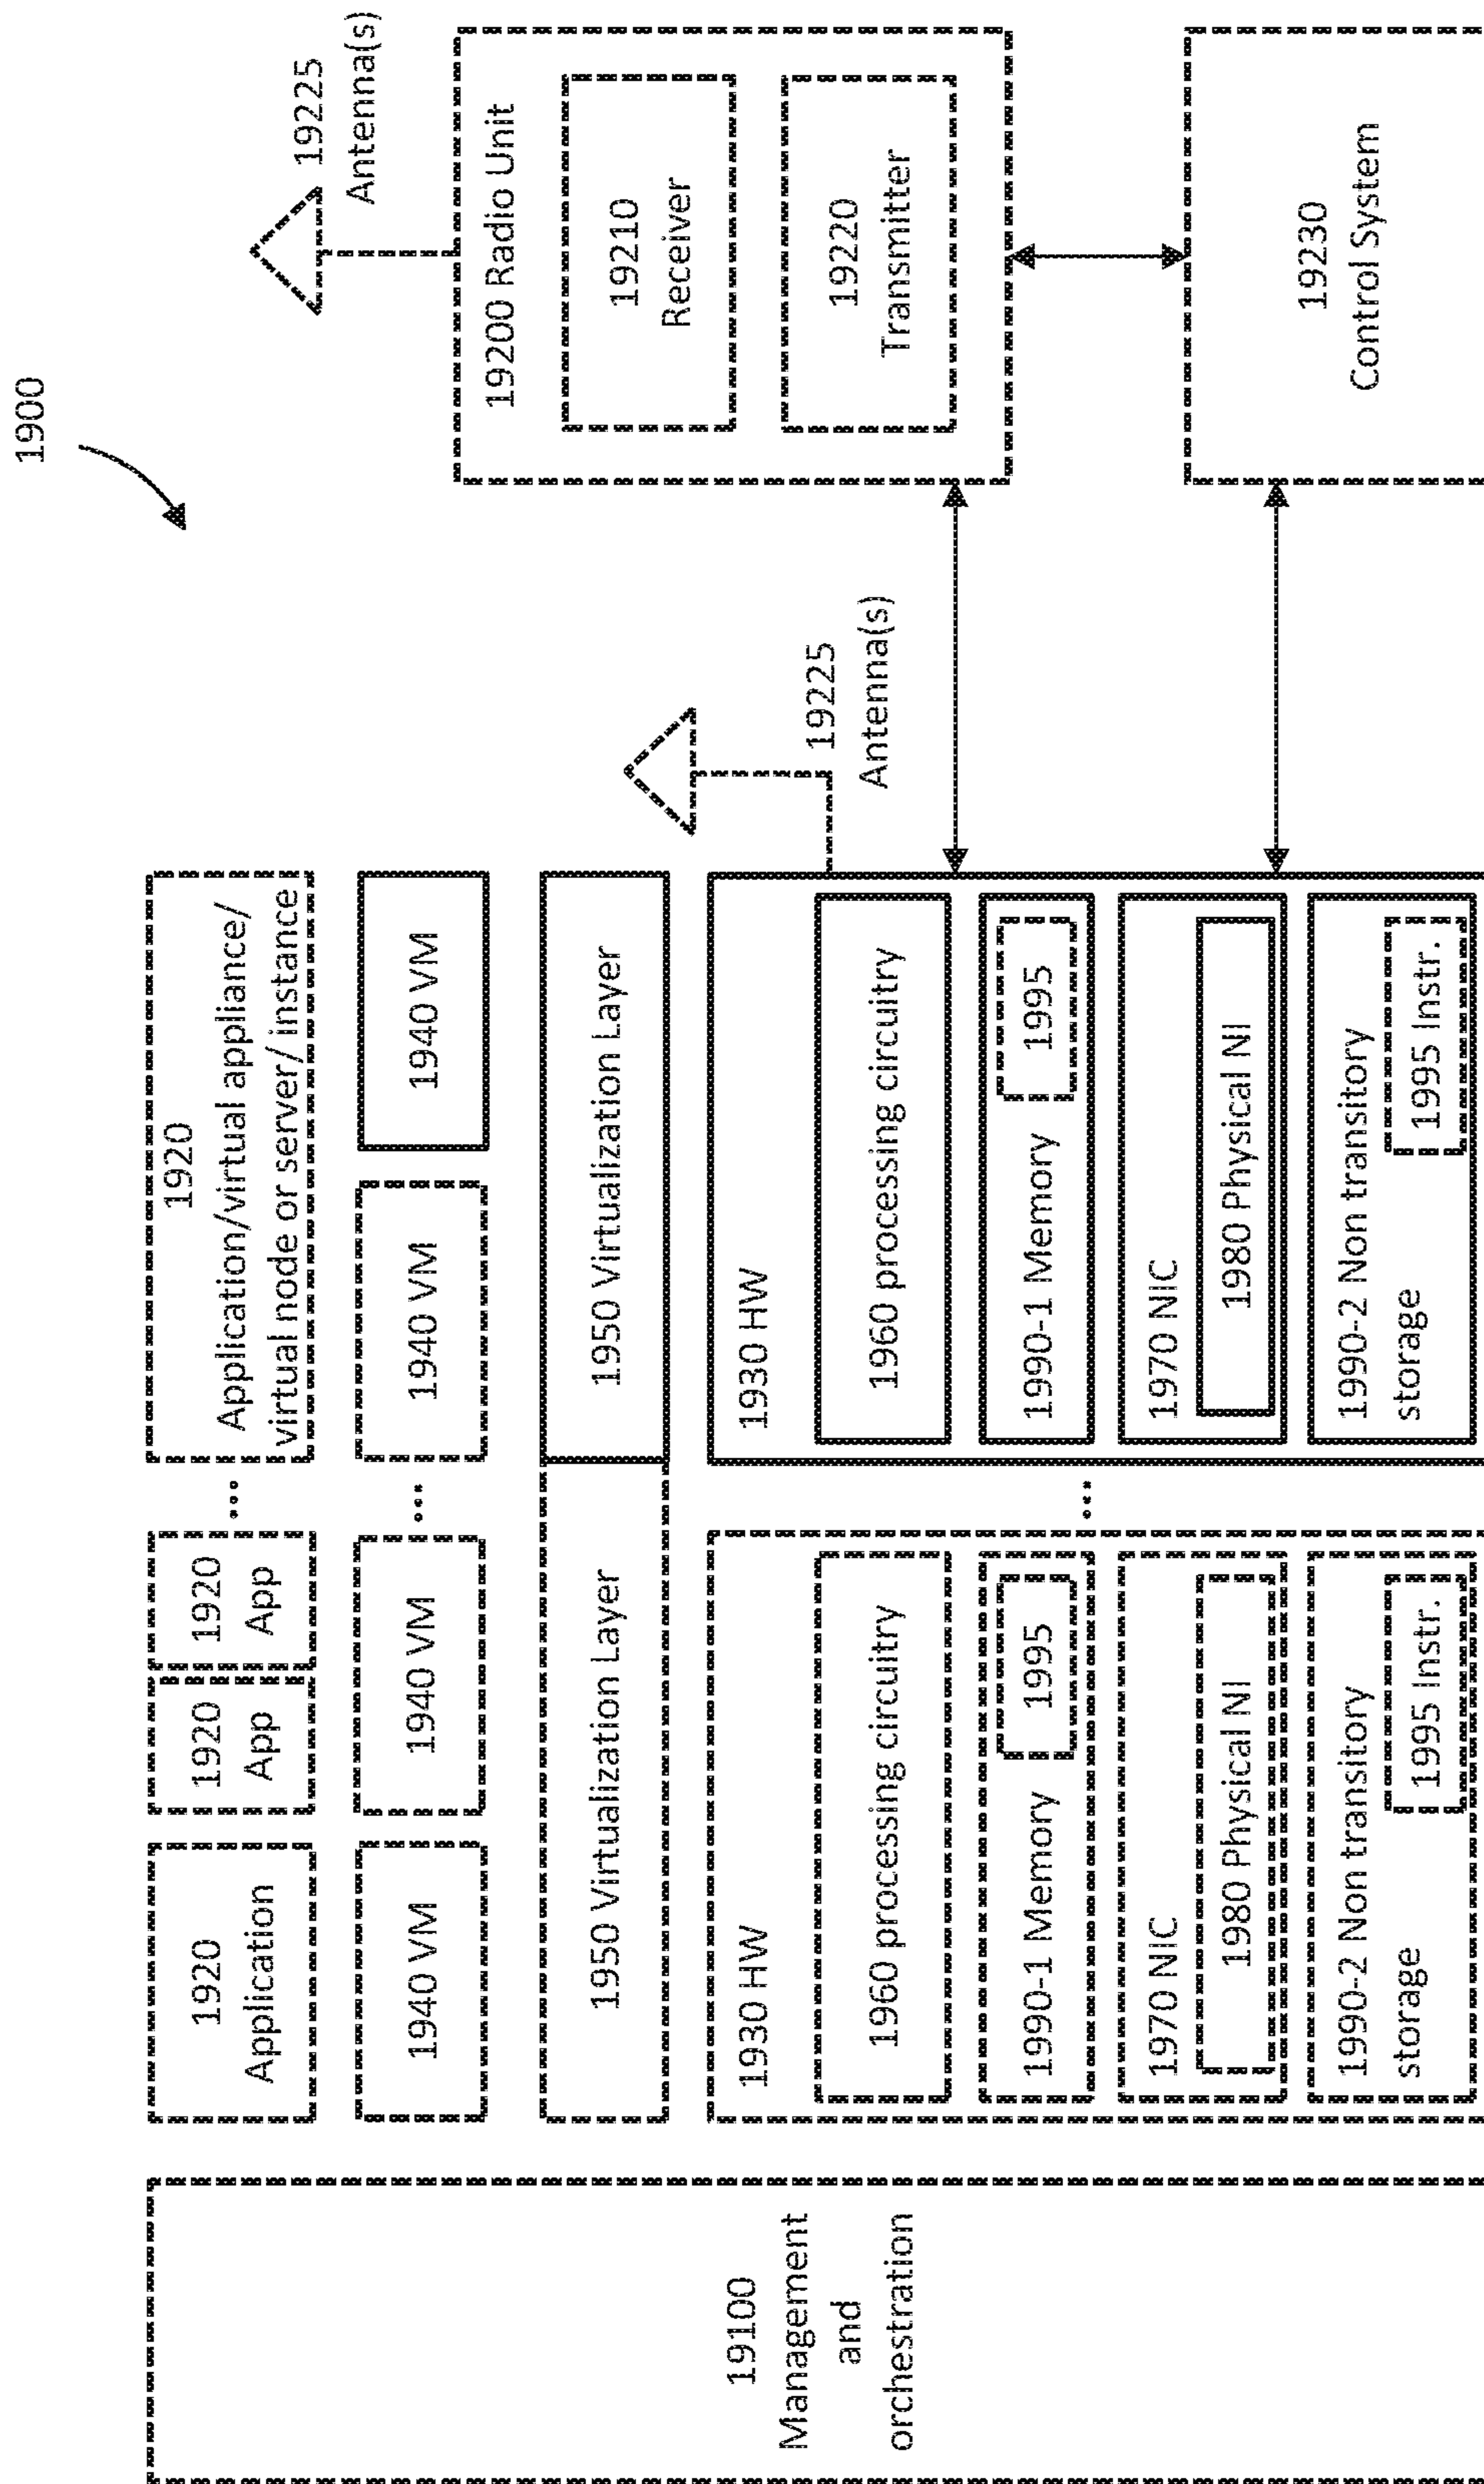 1900
19100
Management
and
orchestration
1920
Application
1920
App
1920
App
...
1920
Application/virtual appliance/
virtual node or server/ instance
1940 VM
1940 VM
...
1940 VM
1940 VM
1950 Virtualization Layer
1950 Virtualization Layer
1930 HW
1960 processing circuitry
1990-1 Memory
1995
1970 NIC
1980 Physical NI
1990-2 Non transitory
storage
1995 Instr.
...
1930 HW
1960 processing circuitry
1990-1 Memory
1995
1970 NIC
1980 Physical NI
1990-2 Non transitory
storage
1995 Instr.
19225
Antenna(s)
19225
Antenna(s)
19200 Radio Unit
19210
Receiver
19220
Transmitter
19230
Control System